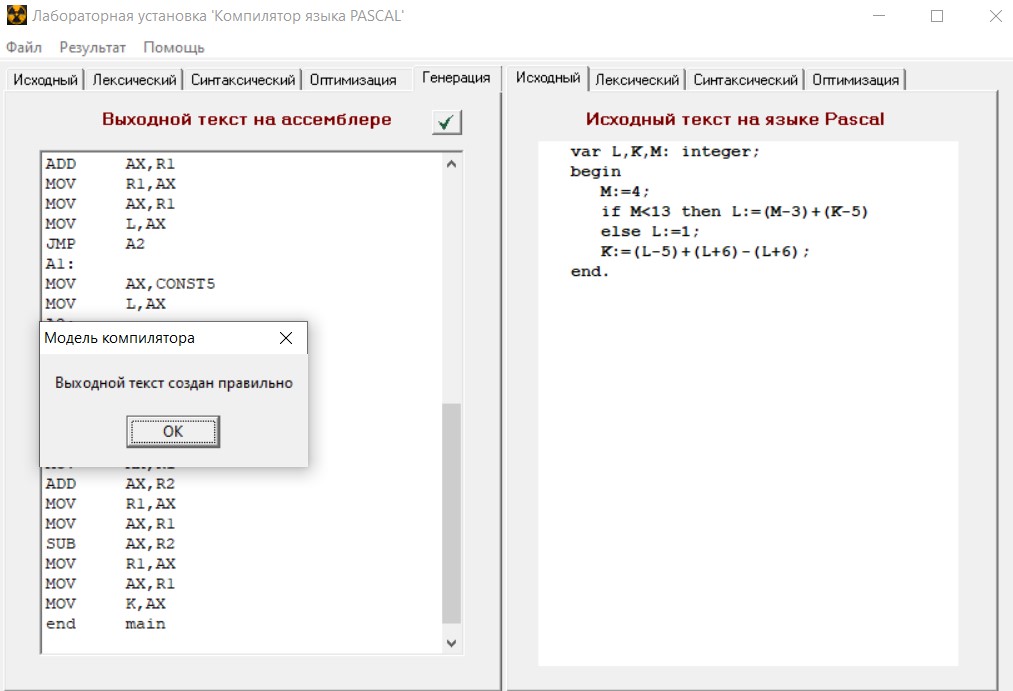 Лабораторная установка 'Компилятор языка PASCAL'
Файл Результат Помощь
Исходный Лексический Синтаксический Оптимизация Генерация
Выходной текст на ассемблере
ADD AX,R1
MOV R1,AX
MOV AX,R1
MOV L,AX
JMP A2
A1:
MOV AX,CONST5
MOV L,AX
Модель компилятора
Выходной текст создан правильно
OK
ADD AX,R2
MOV R1,AX
MOV AX,R1
SUB AX,R2
MOV R1,AX
MOV AX,R1
MOV K,AX
end main
Исходный Лексический Синтаксический Оптимизация
Исходный текст на языке Pascal
var L,K,M: integer;
begin
M:=4;
if M<13 then L:=(M-3)+(K-5)
else L:=1;
K:=(L-5)+(L+6)-(L+6);
end.